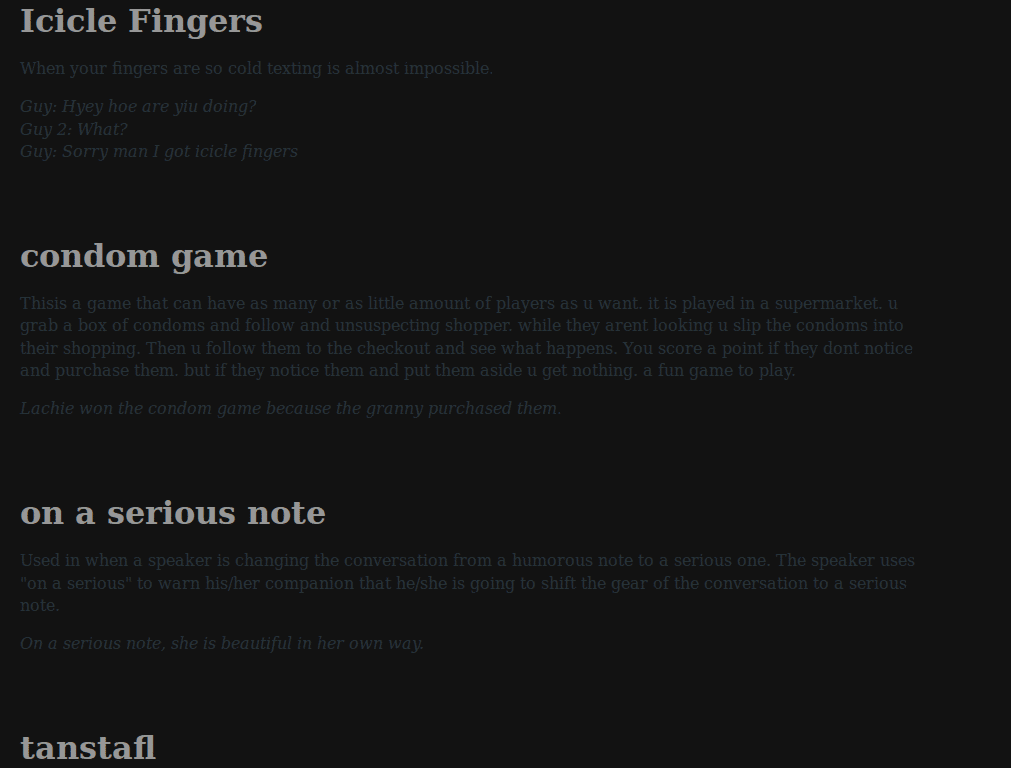 Icicle Fingers
When your fingers are so cold texting is almost impossible.
Guy: Hyey hoe are yiu doing?
Guy 2: What?
Guy: Sorry man I got icicle fingers
condom game
Thisis a game that can have as many or as little amount of players as u want. it is played in a supermarket. u
grab a box of condoms and follow and unsuspecting shopper. while they arent looking u slip the condoms into
their shopping. Then u follow them to the checkout and see what happens. You score a point if they dont notice
and purchase them. but if they notice them and put them aside u get nothing. a fun game to play.
Lachie won the condom game because the granny purchased them.
on a serious note
Used in when a speaker is changing the conversation from a humorous note to a serious one. The speaker uses
"on a serious" to warn his/her companion that he/she is going to shift the gear of the conversation to a serious
note.
On a serious note, she is beautiful in her own way.
tanstafl